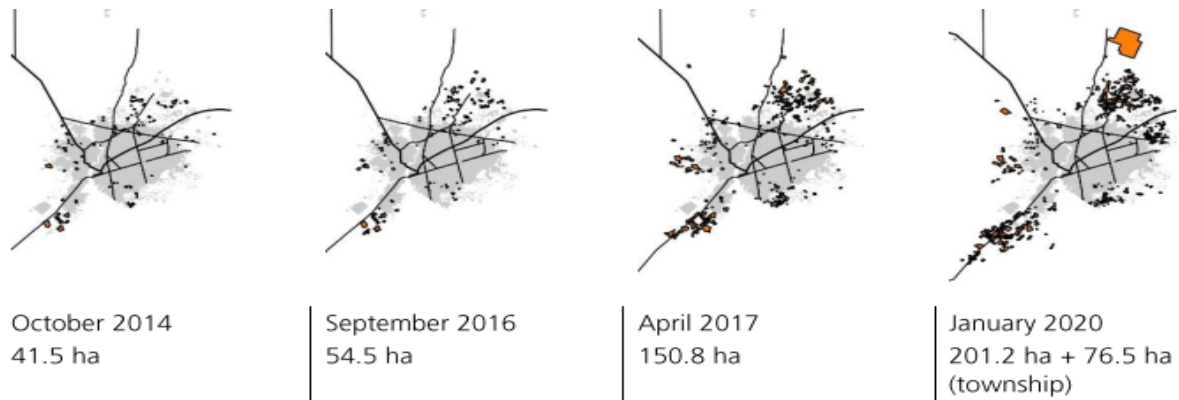 October 2014
41.5 ha
September 2016
54.5 ha
April 2017
150.8 ha
January 2020
201.2 ha + 76.5 ha
(township)